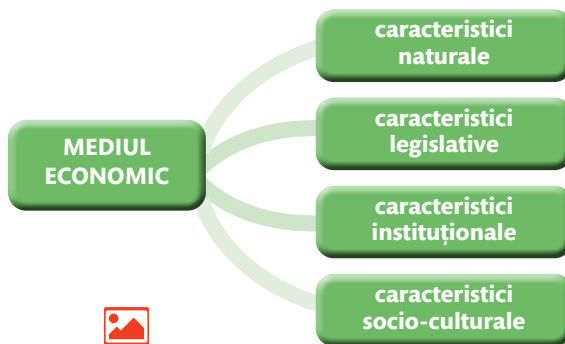 caracteristici
naturale
caracteristici
legislative
MEDIUL
ECONOMIC
caracteristici
instituționale
caracteristici
socio-culturale